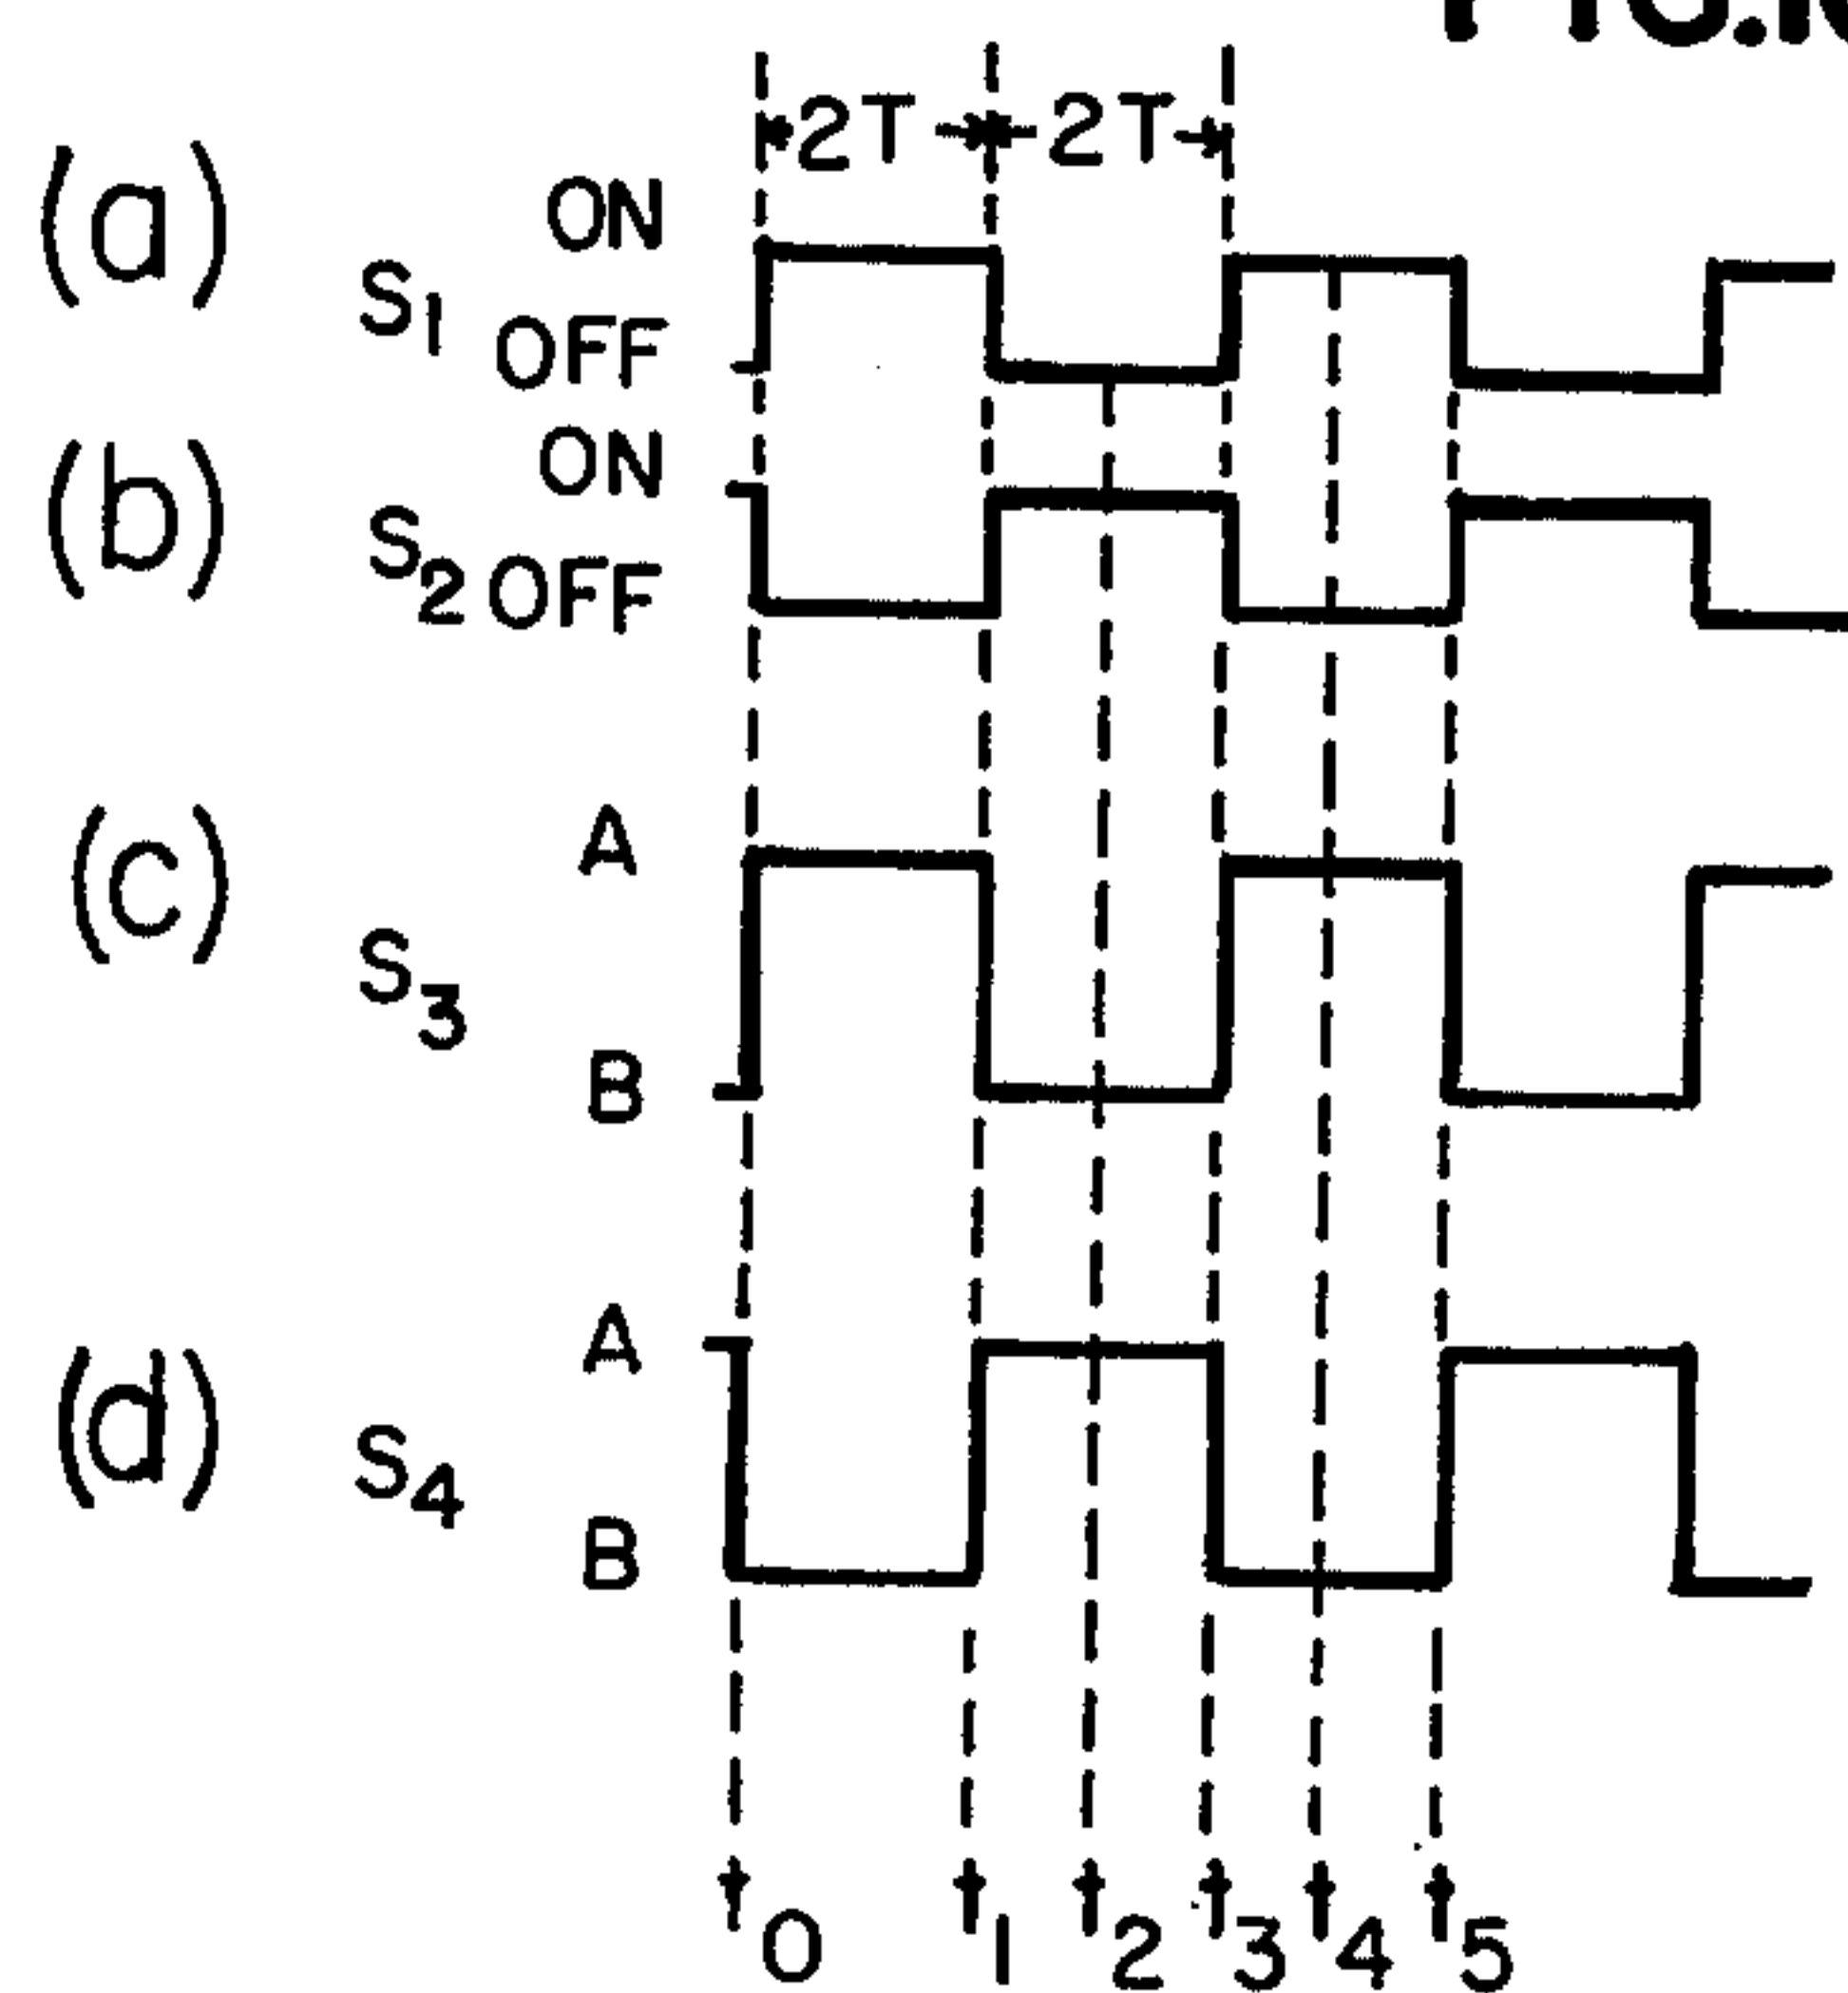 2T 2T
(a) S1 ON
OFF
(b) S2 ON
OFF
(c) S3 A
B
(d) S4 A
B
t0 t1 t2 t3 t4 t5